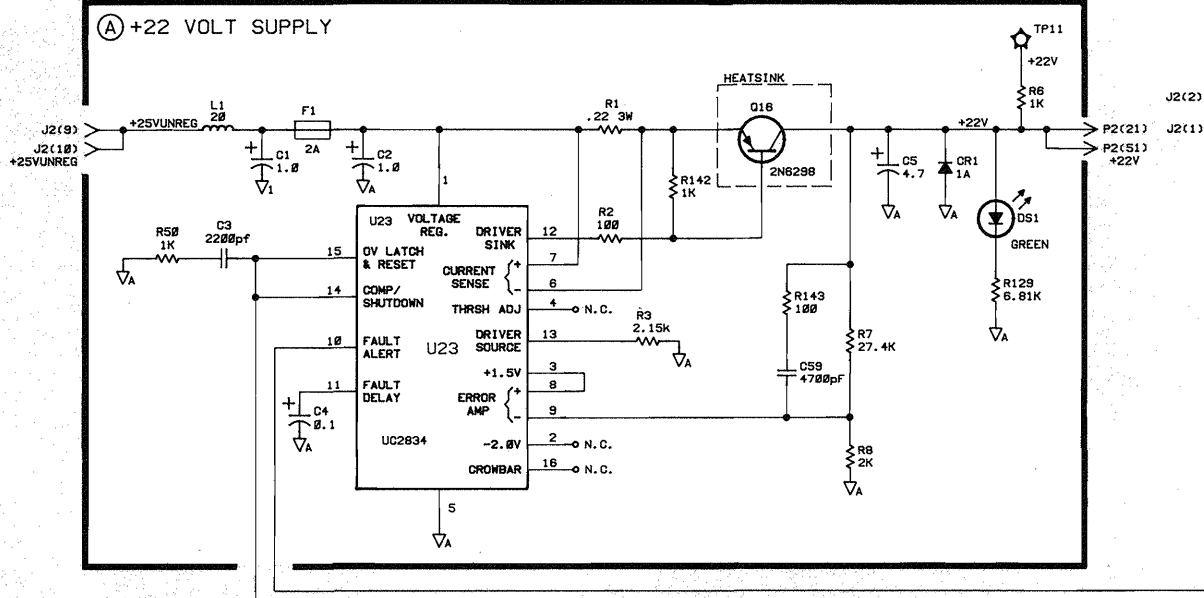 A +22 VOLT SUPPLY
TP11
+22V
R6
1K
HEATSINK
Q16
2N6298
J2(2)
J2(1)
J2(9)
J2(10)
+25VUNREG
+25VUNREG
L1
20
F1
2A
R1
.22 3W
+22V
P2(21)
P2(51)
+22V
+
C1
1.0
1
+
C2
1.0
A
1
R142
1K
+
C5
4.7
A
CR1
1A
A
DS1
GREEN
R129
6.81K
A
R50
1K
A
C3
2200pf
U23 VOLTAGE
REG.
DRIVER
SINK
12
R2
100
15
OV LATCH
& RESET
CURRENT
SENSE
+
7
-
6
14
COMP/
SHUTDOWN
THRSH ADJ
4
N.C.
10
FAULT
ALERT
U23
DRIVER
SOURCE
13
R3
2.15k
A
+1.5V
3
11
FAULT
DELAY
ERROR
AMP
+
8
-
9
+
C4
0.1
A
UC2834
-2.0V
2
N.C.
CROWBAR
16
N.C.
5
A
R143
100
C59
4700pF
R7
27.4K
R8
2K
A